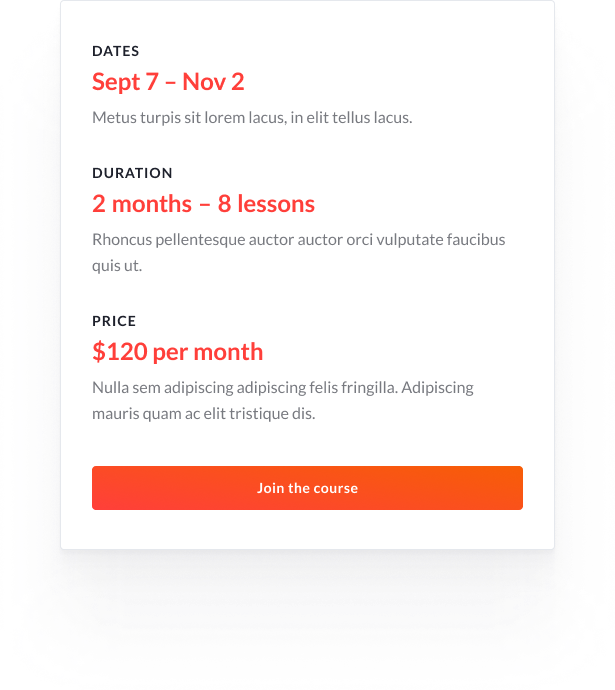 DATES
Sept 7 – Nov 2
Metus turpis sit lorem lacus, in elit tellus lacus.
DURATION
2 months – 8 lessons
Rhoncus pellentesque auctor auctor orci vulputate faucibus
quis ut.
PRICE
$120 per month
Nulla sem adipiscing adipiscing felis fringilla. Adipiscing
mauris quam ac elit tristique dis.
Join the course